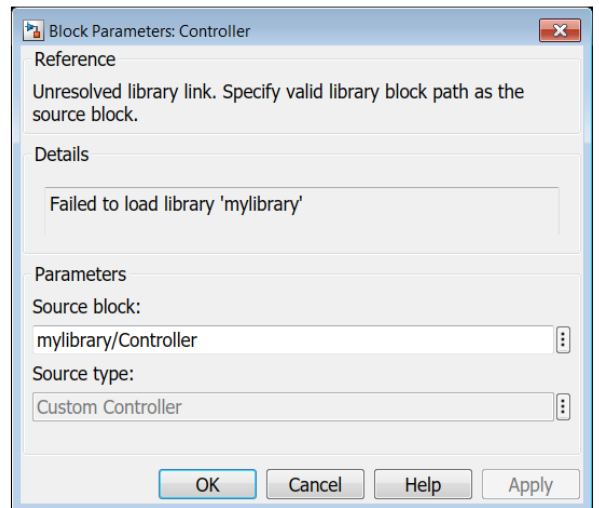 Block Parameters: Controller
Reference
Unresolved library link. Specify valid library block path as the
source block.
Details
Failed to load library 'mylibrary'
Parameters
Source block:
mylibrary/Controller
Source type:
Custom Controller
OK Cancel Help Apply